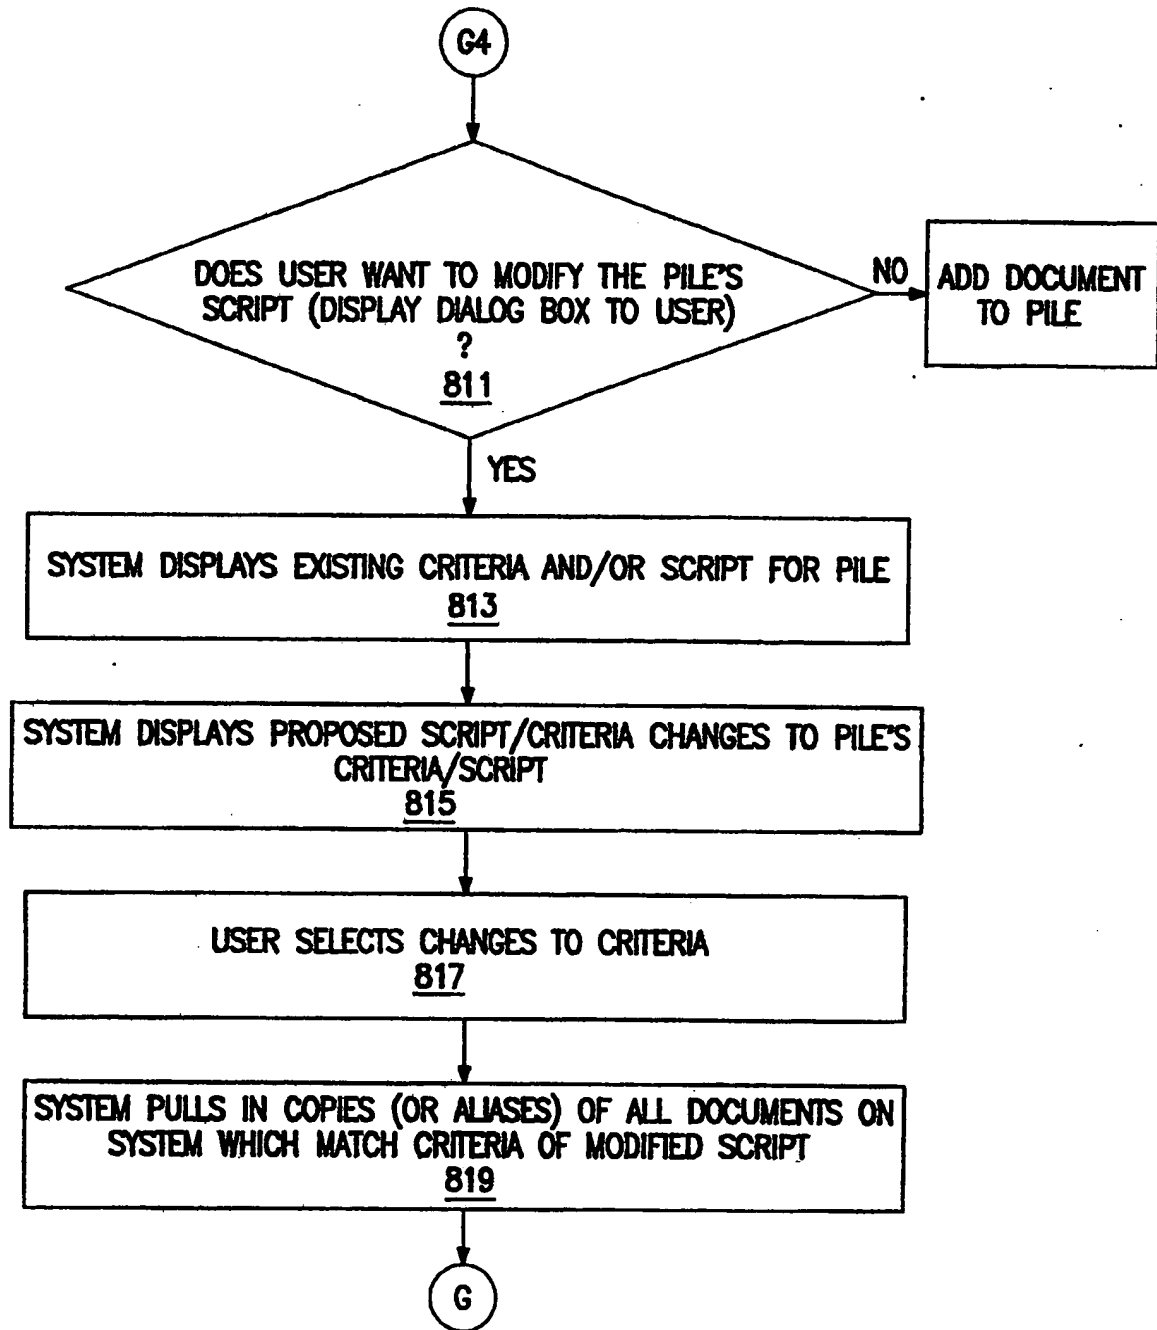 G4
DOES USER WANT TO MODIFY THE PILE'S
SCRIPT (DISPLAY DIALOG BOX TO USER)
?
811
NO
ADD DOCUMENT
TO PILE
YES
SYSTEM DISPLAYS EXISTING CRITERIA AND/OR SCRIPT FOR PILE
813
SYSTEM DISPLAYS PROPOSED SCRIPT/CRITERIA CHANGES TO PILE'S
CRITERIA/SCRIPT
815
USER SELECTS CHANGES TO CRITERIA
817
SYSTEM PULLS IN COPIES (OR ALIASES) OF ALL DOCUMENTS ON
SYSTEM WHICH MATCH CRITERIA OF MODIFIED SCRIPT
819
G